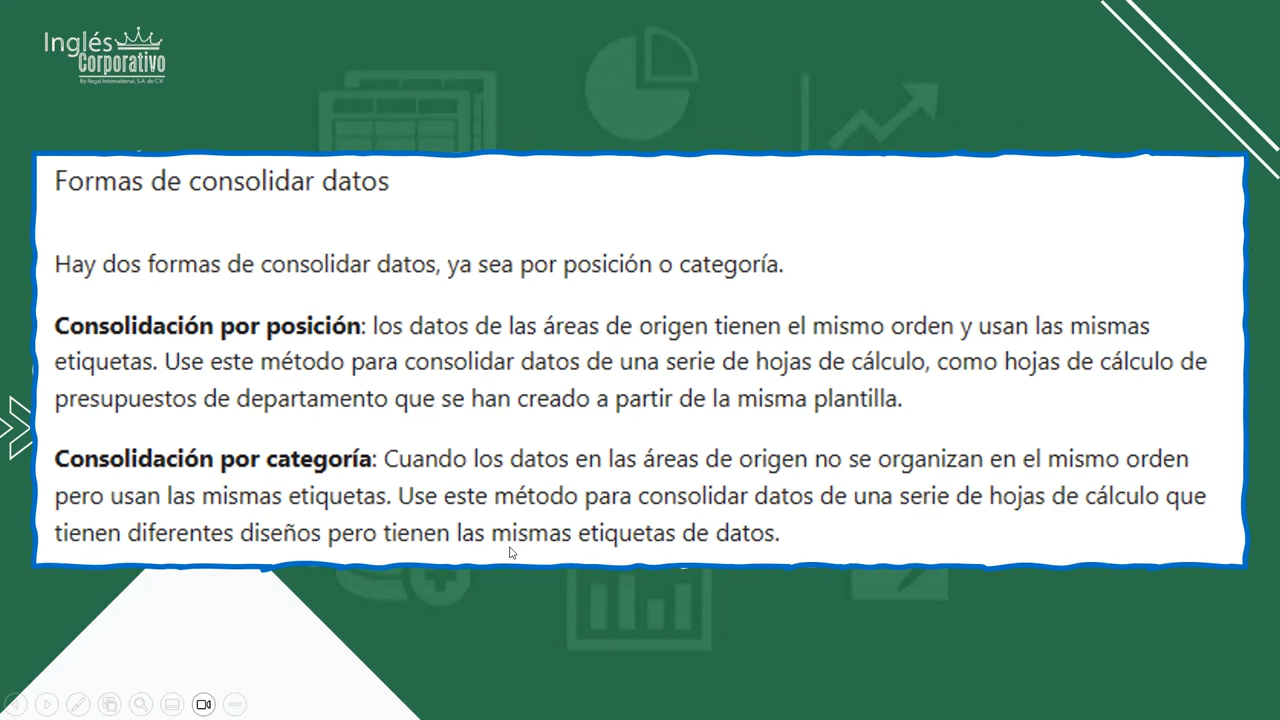 Inglés
Corporativo
By Regal International, S.A. de C.V.
Formas de consolidar datos
Hay dos formas de consolidar datos, ya sea por posición o categoría.
Consolidación por posición: los datos de las áreas de origen tienen el mismo orden y usan las mismas
etiquetas. Use este método para consolidar datos de una serie de hojas de cálculo, como hojas de cálculo de
presupuestos de departamento que se han creado a partir de la misma plantilla.
Consolidación por categoría: Cuando los datos en las áreas de origen no se organizan en el mismo orden
pero usan las mismas etiquetas. Use este método para consolidar datos de una serie de hojas de cálculo que
tienen diferentes diseños pero tienen las mismas etiquetas de datos.